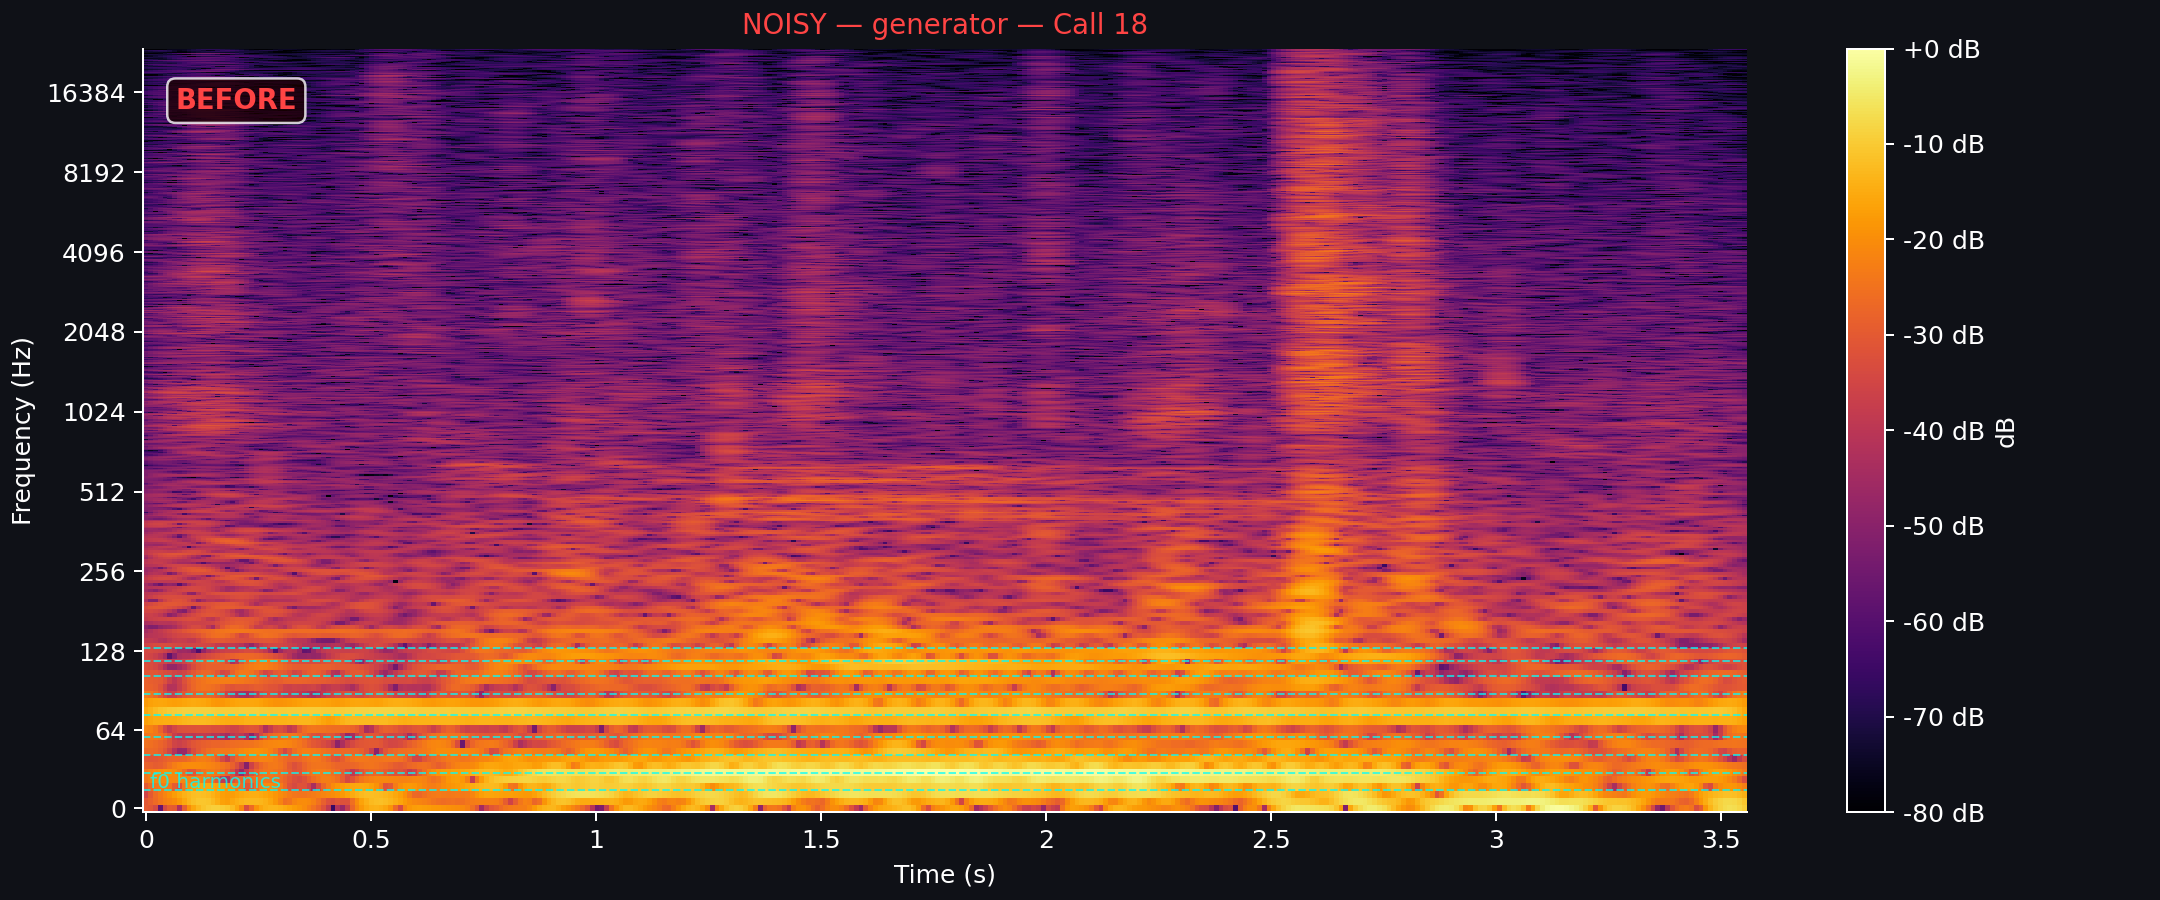 NOISY — generator — Call 18
BEFORE
Frequency (Hz)
16384
8192
4096
2048
1024
512
256
128
64
0
f0 harmonics
0
0.5
1
1.5
2
2.5
3
3.5
Time (s)
+0 dB
-10 dB
-20 dB
-30 dB
-40 dB
-50 dB
-60 dB
-70 dB
-80 dB
dB